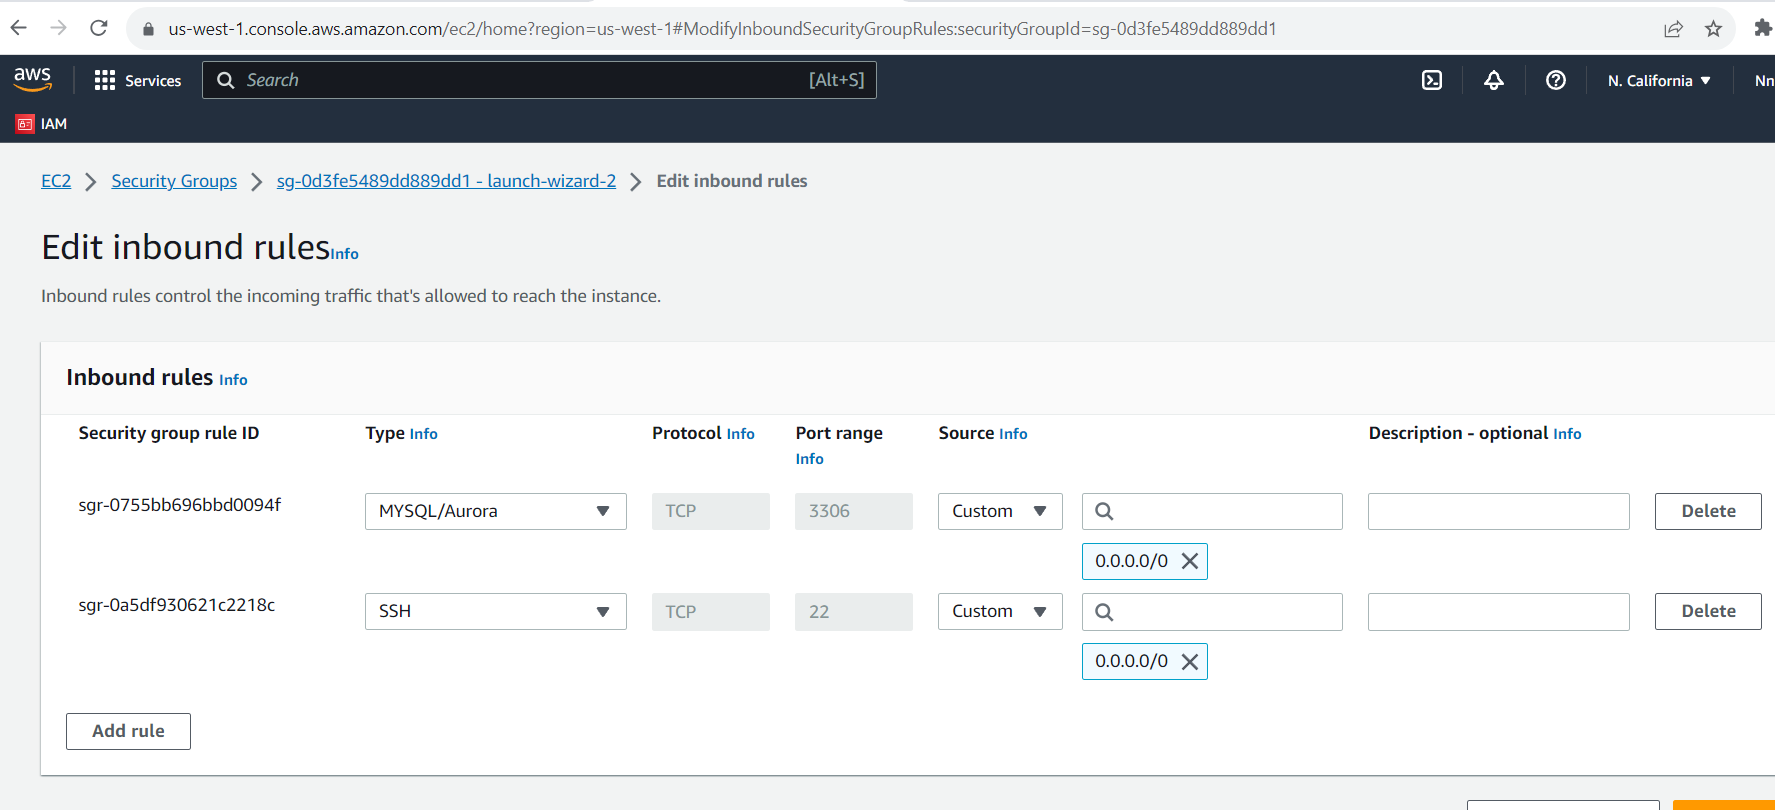 us-west-1.console.aws.amazon.com/ec2/home?region=us-west-1#ModifyInboundSecurityGroupRules:securityGroupId=sg-0d3fe5489dd889dd1
aws Services Search [Alt+S] N. California Nn
IAM
EC2 Security Groups sg-0d3fe5489dd889dd1 - launch-wizard-2 Edit inbound rules
Edit inbound rules Info
Inbound rules control the incoming traffic that's allowed to reach the instance.
Inbound rules Info
Security group rule ID Type Info Protocol Info Port range Source Info Description - optional Info
Info
sgr-0755bb696bbd0094f MYSQL/Aurora TCP 3306 Custom Delete
0.0.0.0/0
sgr-0a5df930621c2218c SSH TCP 22 Custom Delete
0.0.0.0/0
Add rule